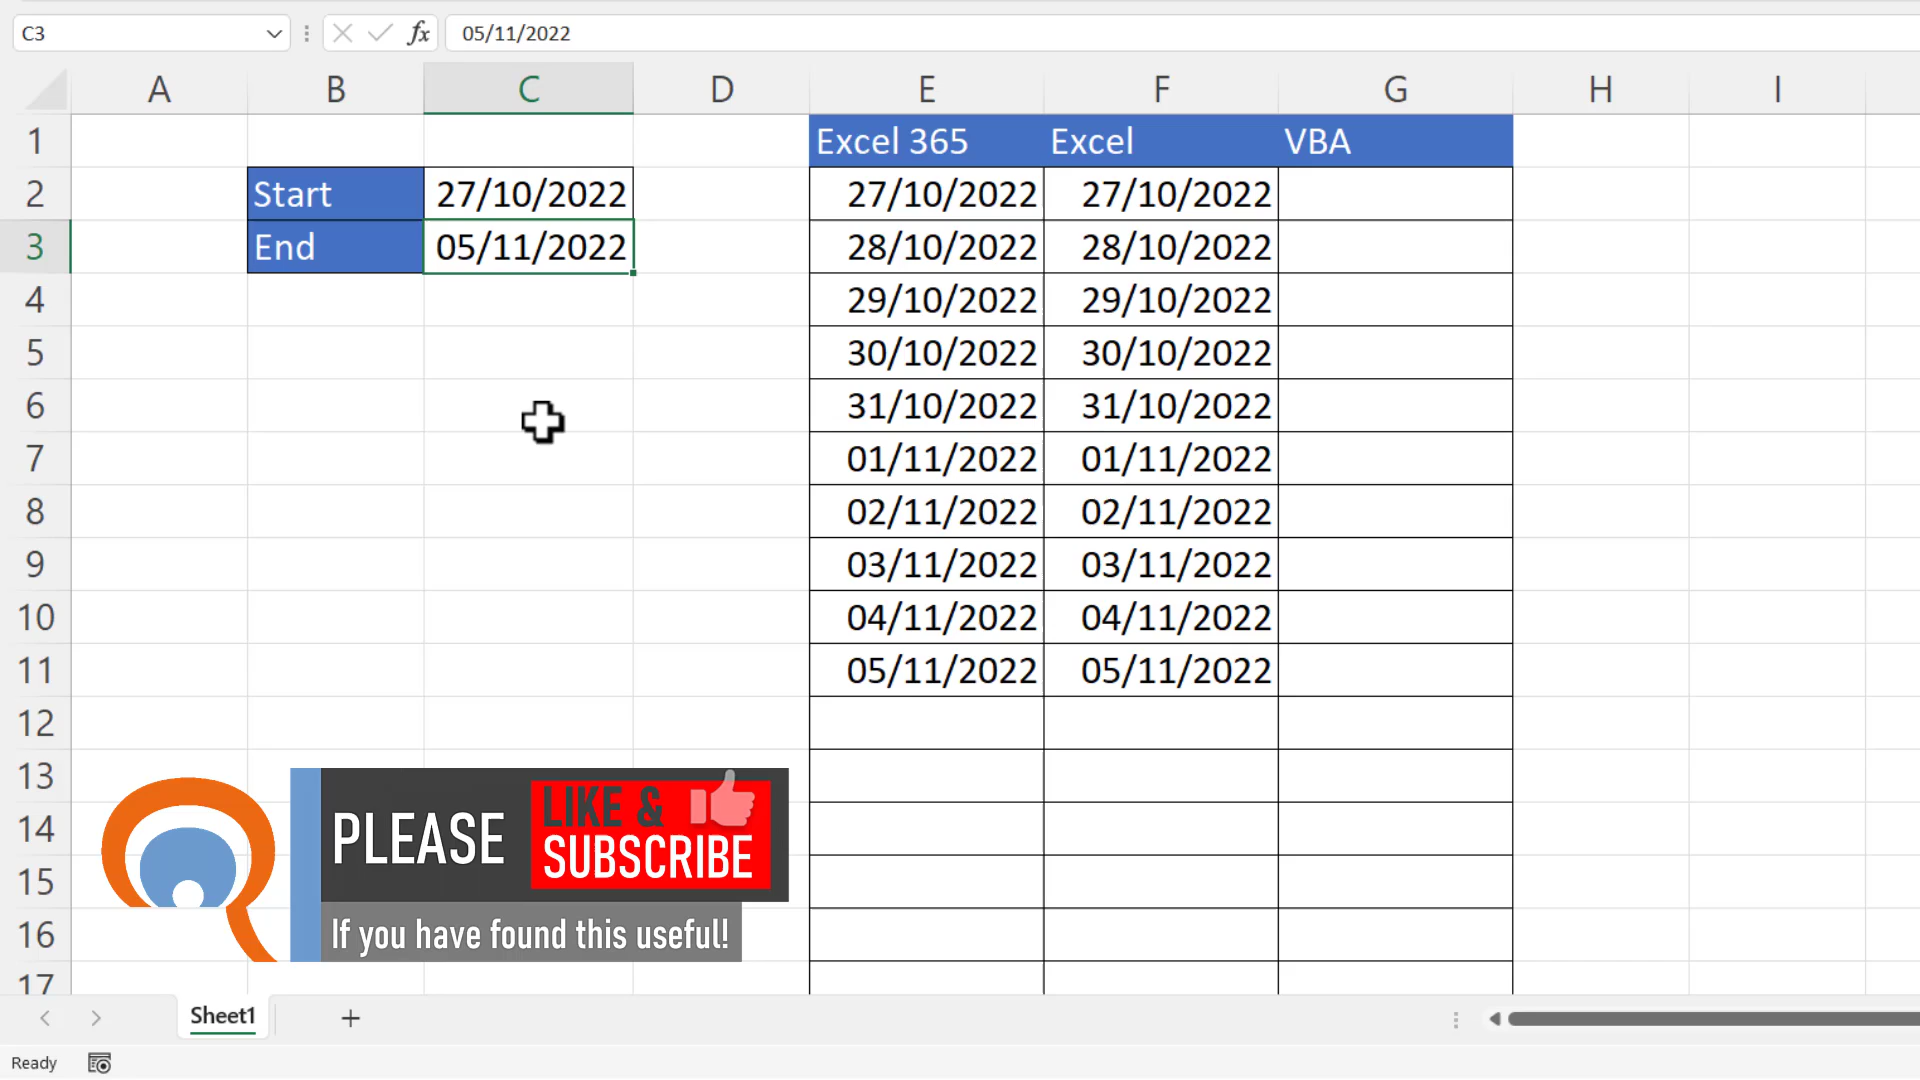 C3 fx 05/11/2022
A B C D E F G H I
1 Excel 365 Excel VBA
2 Start 27/10/2022 27/10/2022 27/10/2022
3 End 05/11/2022 28/10/2022 28/10/2022
4 29/10/2022 29/10/2022
5 30/10/2022 30/10/2022
6 31/10/2022 31/10/2022
7 01/11/2022 01/11/2022
8 02/11/2022 02/11/2022
9 03/11/2022 03/11/2022
10 04/11/2022 04/11/2022
11 05/11/2022 05/11/2022
12
13
14
15
16
17
PLEASE LIKE &
SUBSCRIBE
If you have found this useful!
Sheet1
Ready